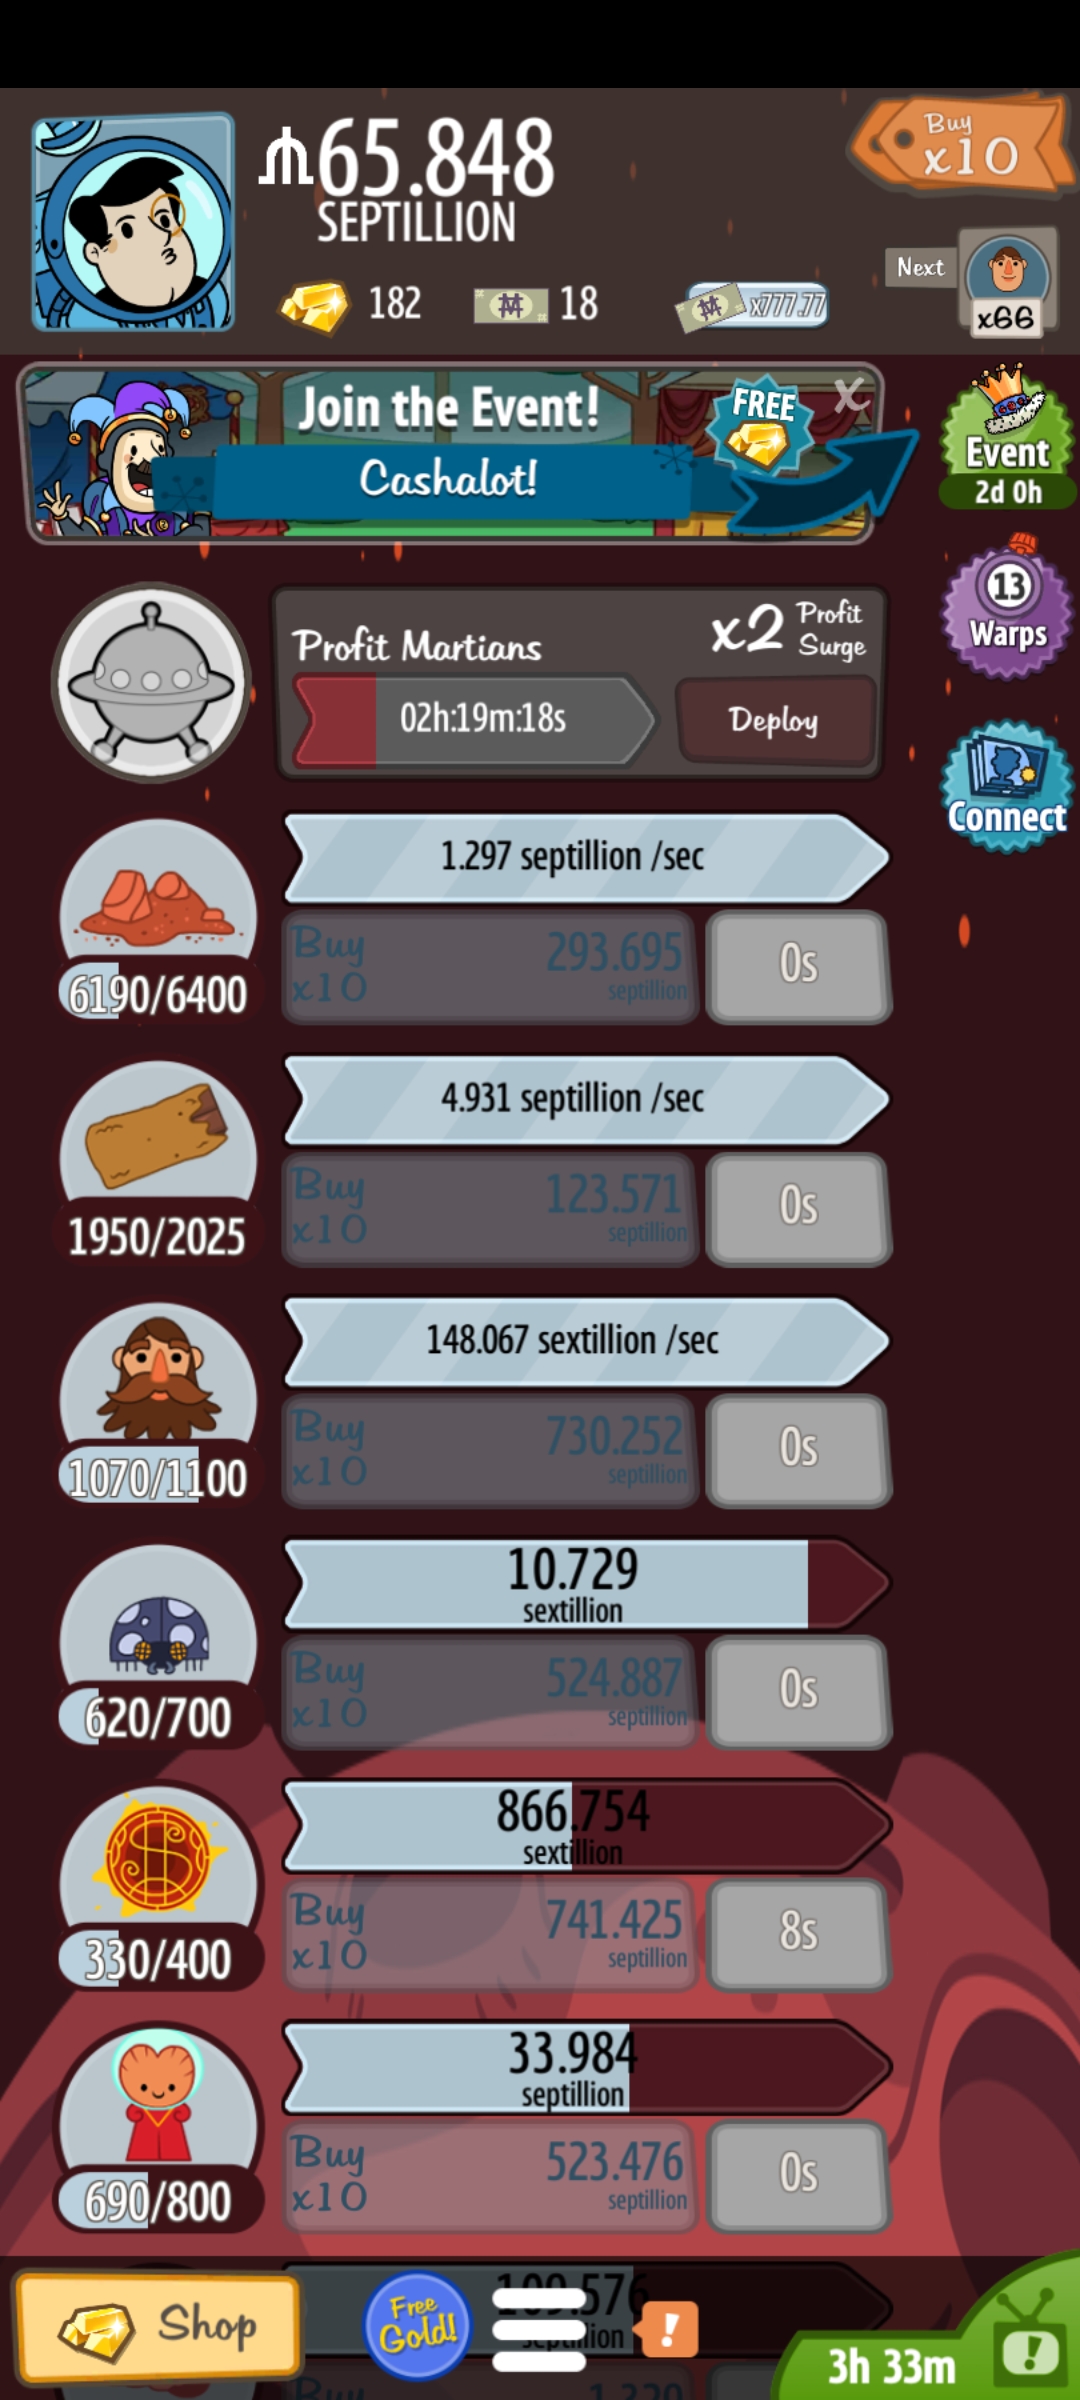 65.848
SEPTILLION
Buy
x10
182
18
x777.77
Next
x66
Join the Event!
FREE
X
Cashalot!
Event
2d 0h
13
Warps
Connect
Profit Martians
x2 Profit
Surge
02h:19m:18s
Deploy
1.297 septillion /sec
Buy
x10
293.695
septillion
0s
6190/6400
4.931 septillion /sec
Buy
x10
123.571
septillion
0s
1950/2025
148.067 sextillion /sec
Buy
x10
730.252
septillion
0s
1070/1100
10.729
sextillion
Buy
x10
524.887
septillion
0s
620/700
866.754
sextillion
Buy
x10
741.425
septillion
8s
330/400
33.984
septillion
Buy
x10
523.476
septillion
0s
690/800
Shop
Free
Gold!
109.576
!
3h 33m
!
Buy